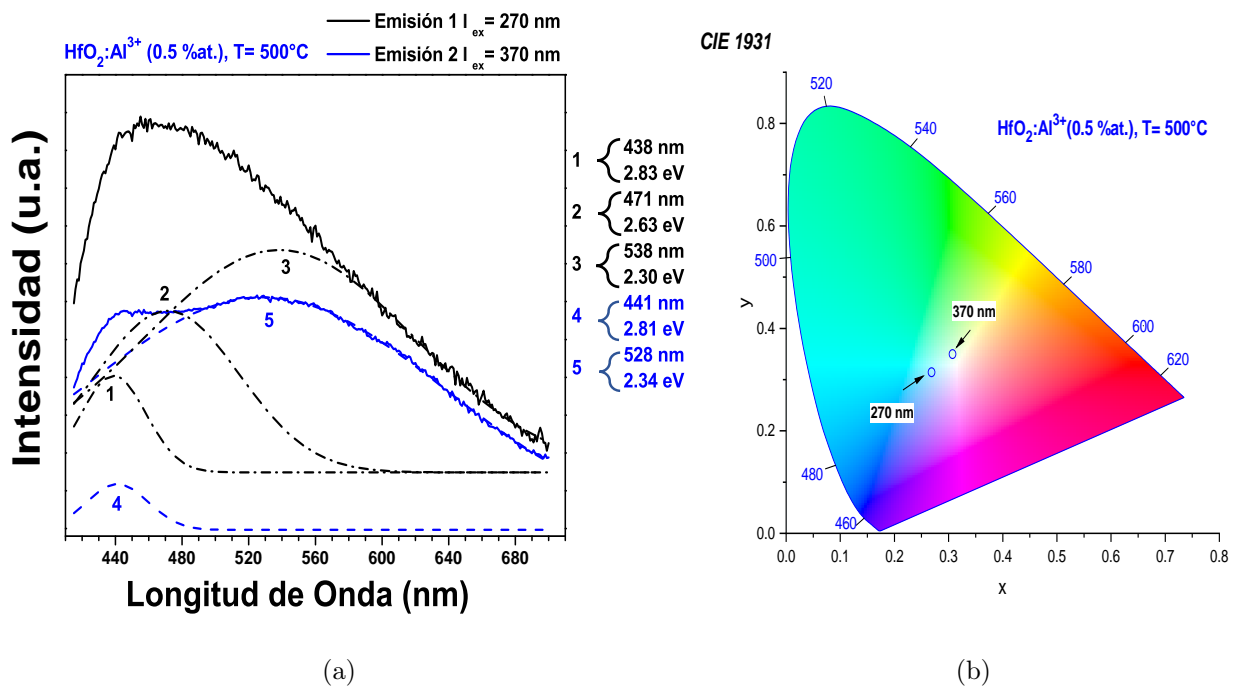 Emisión 1 I ex= 270 nm
HfO2:Al3+ (0.5 %at.), T= 500°C
Emisión 2 I ex= 370 nm
Intensidad (u.a.)
1
2
3
4
5
440 480 520 560 600 640 680
Longitud de Onda (nm)
1 { 438 nm
2.83 eV
2 { 471 nm
2.63 eV
3 { 538 nm
2.30 eV
4 { 441 nm
2.81 eV
5 { 528 nm
2.34 eV
(a)
CIE 1931
HfO2:Al3+(0.5 %at.), T= 500°C
520
540
560
580
600
620
500
480
460
370 nm
270 nm
0.8
0.6
0.4
0.2
0.0
y
0.0 0.1 0.2 0.3 0.4 0.5 0.6 0.7 0.8
x
(b)